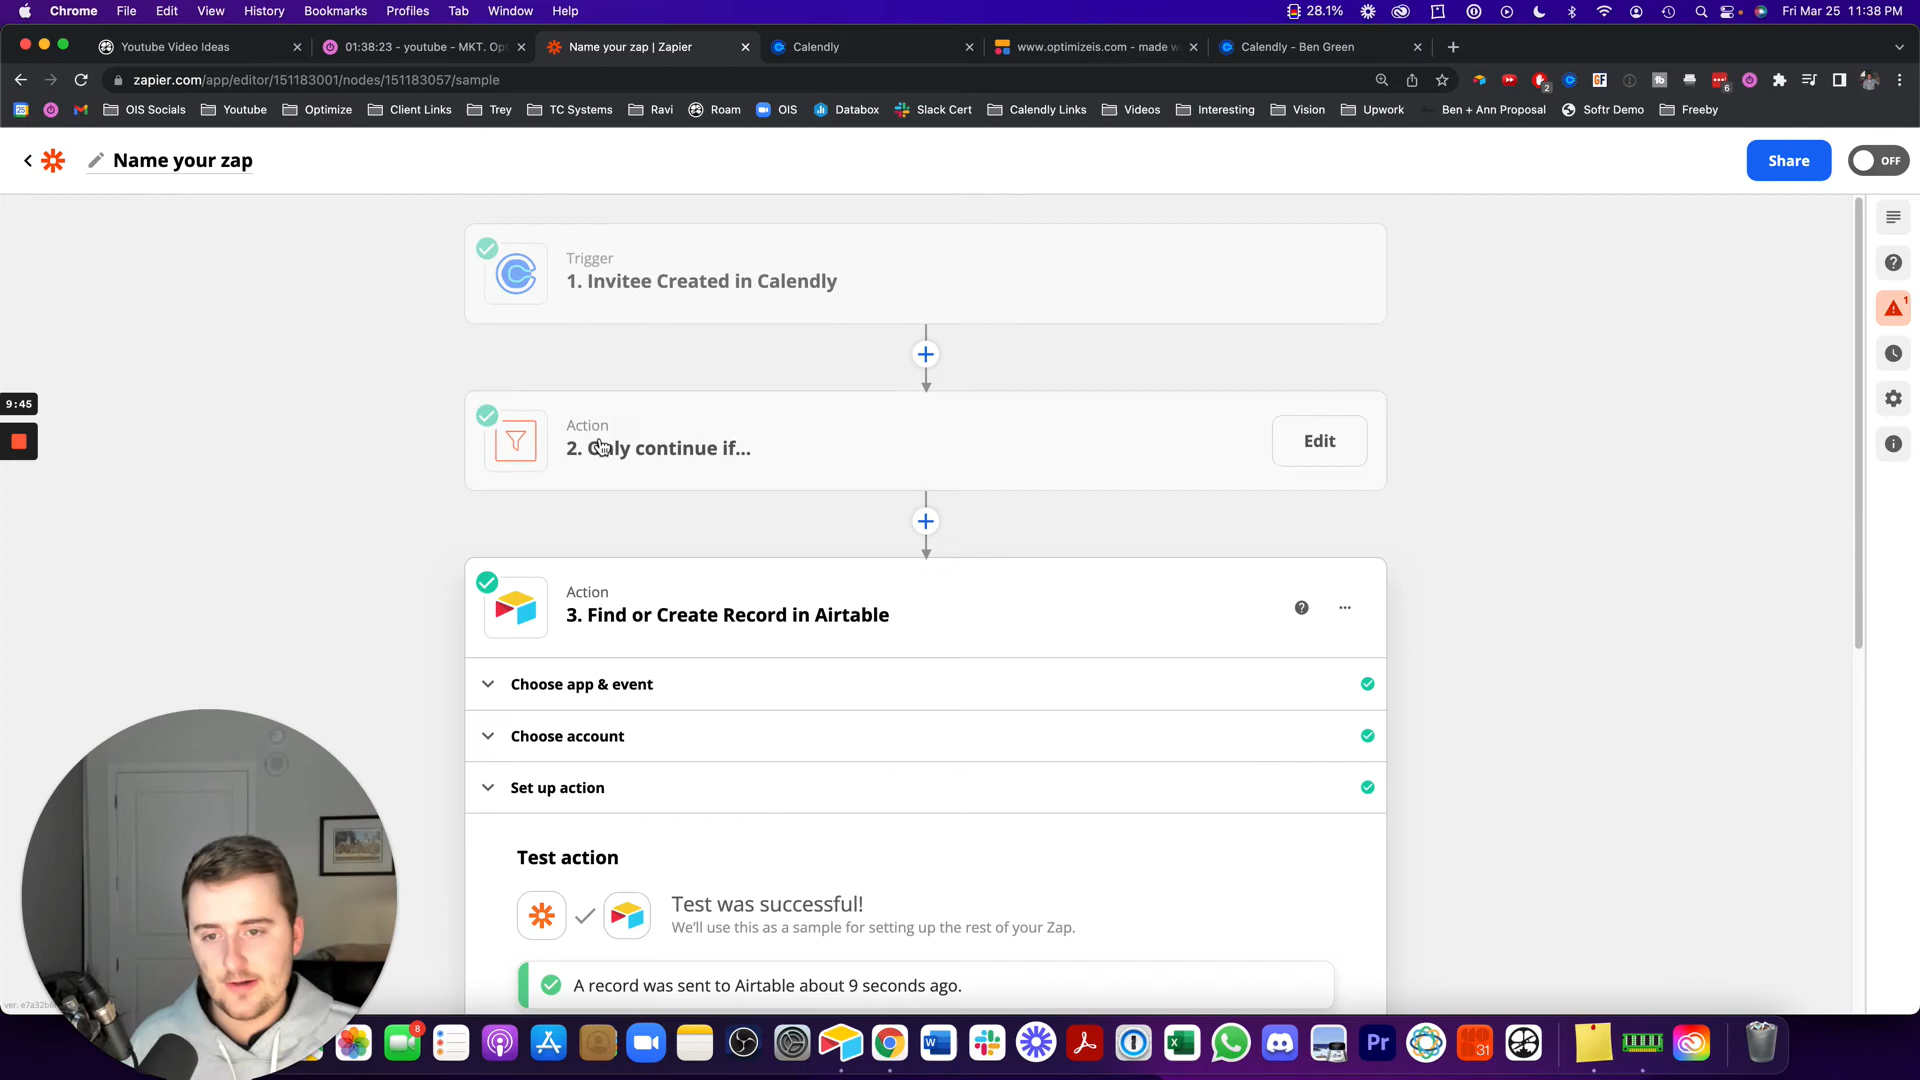 Chrome File Edit View History Bookmarks Profiles Tab Window Help 28.1% Fri Mar 25 11:38 PM
Youtube Video Ideas 01:38:23 - youtube - MKT. Op Name your zap | Zapier Calendly www.optimizeis.com - made w Calendly - Ben Green
zapier.com/app/editor/151183001/nodes/151183057/sample
OIS Socials Youtube Optimize Client Links Trey TC Systems Ravi Roam OIS Databox Slack Cert Calendly Links Videos Interesting Vision Upwork Ben + Ann Proposal Softr Demo Freeby
Name your zap
Share
OFF
Trigger
1. Invitee Created in Calendly
9:45
Action
2. Only continue if...
Edit
Action
3. Find or Create Record in Airtable
Choose app & event
Choose account
Set up action
Test action
Test was successful!
We'll use this as a sample for setting up the rest of your Zap.
A record was sent to Airtable about 9 seconds ago.